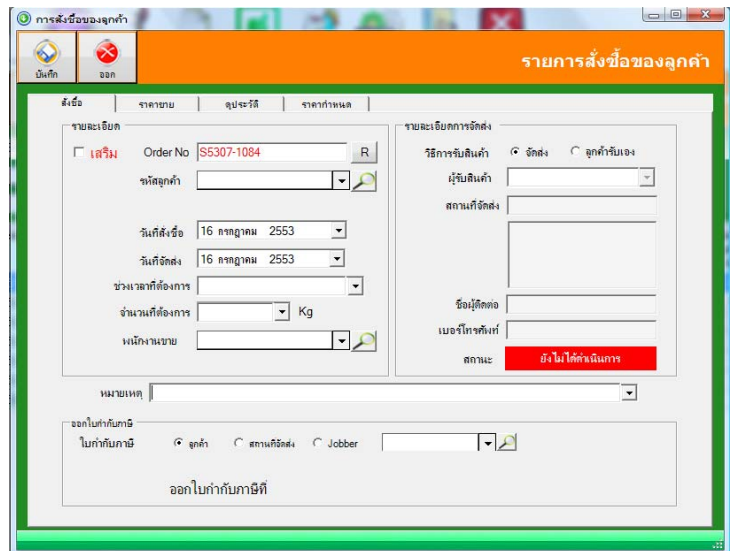 การสั่งซื้อของลูกค้า
บันทึก
ออก
รายการสั่งซื้อของลูกค้า
สั่งซื้อ ราคาขาย อุประวัติ ราคากำหนด
รายละเอียด
เสริม Order No S5307-1084 R
รหัสลูกค้า
วันที่สั่งซื้อ 16 กรกฎาคม 2553
วันที่จัดส่ง 16 กรกฎาคม 2553
ช่วงเวลาที่ต้องการ
จำนวนที่ต้องการ Kg
พนักงานขาย
รายละเอียดการจัดส่ง
วิธีการรับสินค้า จัดส่ง ลูกค้ารับเอง
ผู้รับสินค้า
สถานที่จัดส่ง
ชื่อผู้ติดต่อ
เบอร์โทรศัพท์
สถานะ ยังไม่ได้ดำเนินการ
หมายเหตุ
ออกใบกำกับภาษี
ใบกำกับภาษี ลูกค้า สถานที่จัดส่ง Jobber
ออกใบกำกับภาษีที่